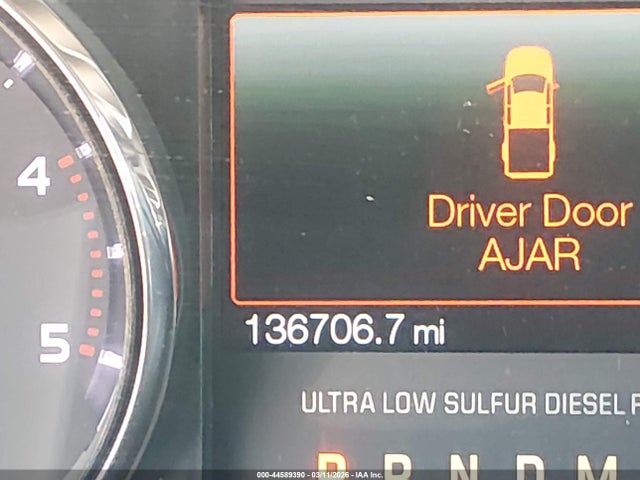 4
5
Driver Door
AJAR
136706.7 mi
ULTRA LOW SULFUR DIESEL F
P R N D M
000-44589390 - 03/11/2026 - IAA Inc.